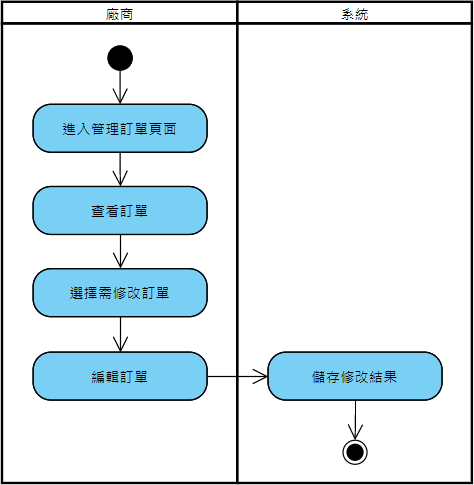 廠商
系統
進入管理訂單頁面
查看訂單
選擇需修改訂單
編輯訂單
儲存修改結果